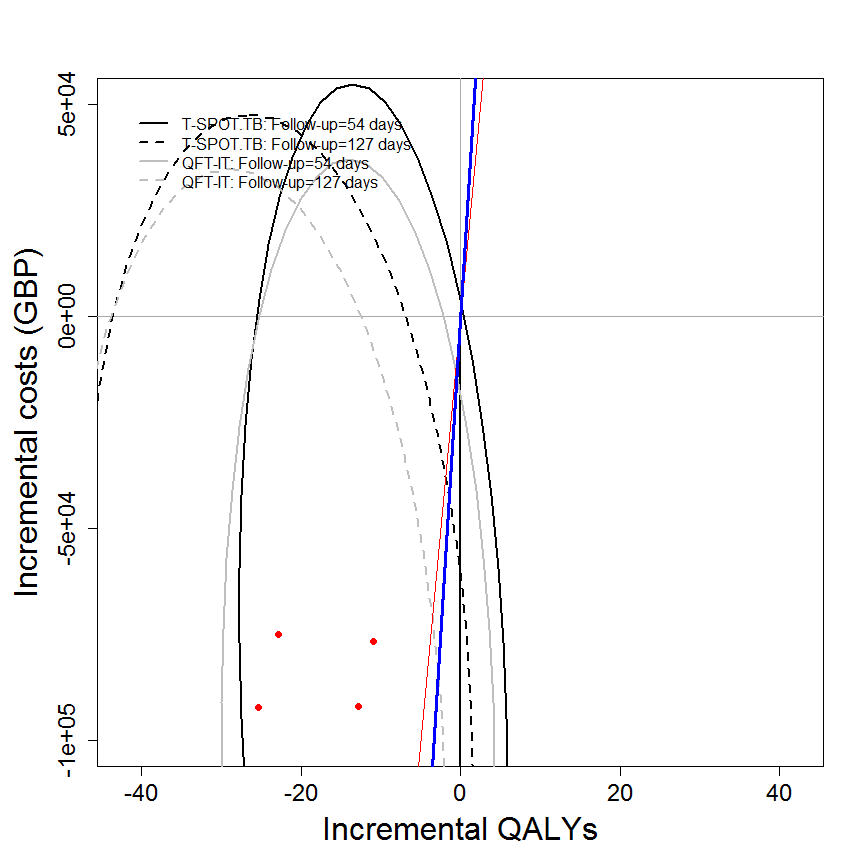 T-SPOT.TB: Follow-up=54 days
T-SPOT.TB: Follow-up=127 days
QFT-IT: Follow-up=54 days
QFT-IT: Follow-up=127 days
5e+04
0e+00
-5e+04
-1e+05
Incremental costs (GBP)
-40 -20 0 20 40
Incremental QALYs